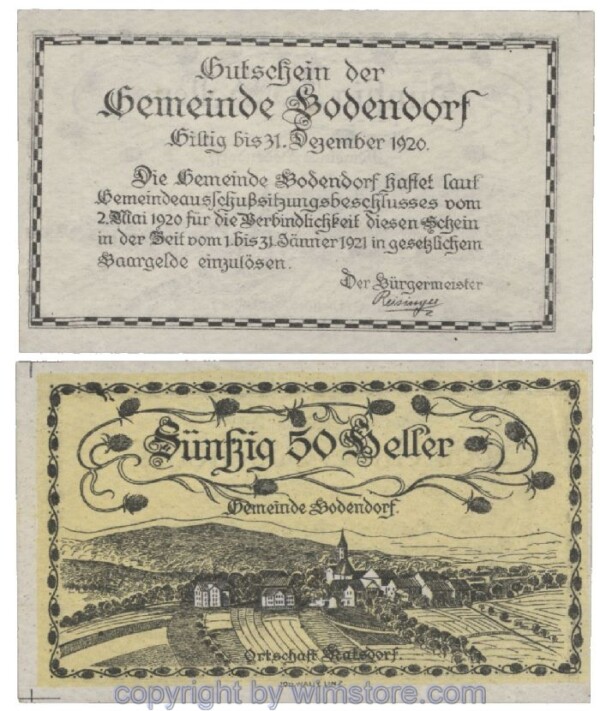 Gutschein der
Gemeinde Bodendorf
Giltig bis 31. Dezember 1920.
Die Gemeinde Bodendorf haftet laut
Gemeindeausschußsitzungsbeschlusses vom
2. Mai 1920 für die Verbindlichkeit diesen Schein
in der Zeit vom 1. bis 31. Jänner 1921 in gesetzlichem
Baargelde einzulösen.
Der Bürgermeister
Reisinger
Fünfzig 50 Heller
Gemeinde Bodendorf.
Ortschaft Katsdorf.
copyright by wimstore.com